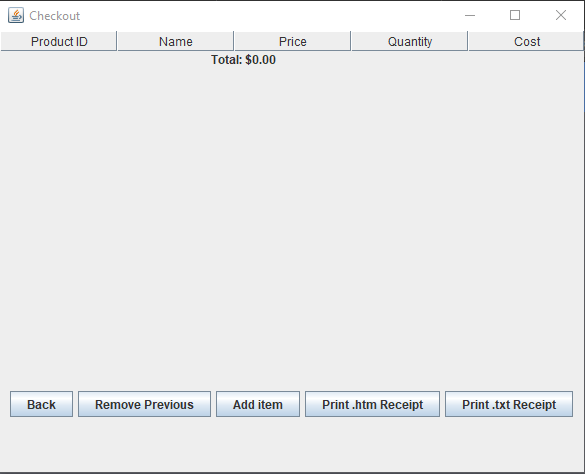 Checkout
Product ID Name Price Quantity Cost
Total: $0.00
Back Remove Previous Add item Print .htm Receipt Print .txt Receipt